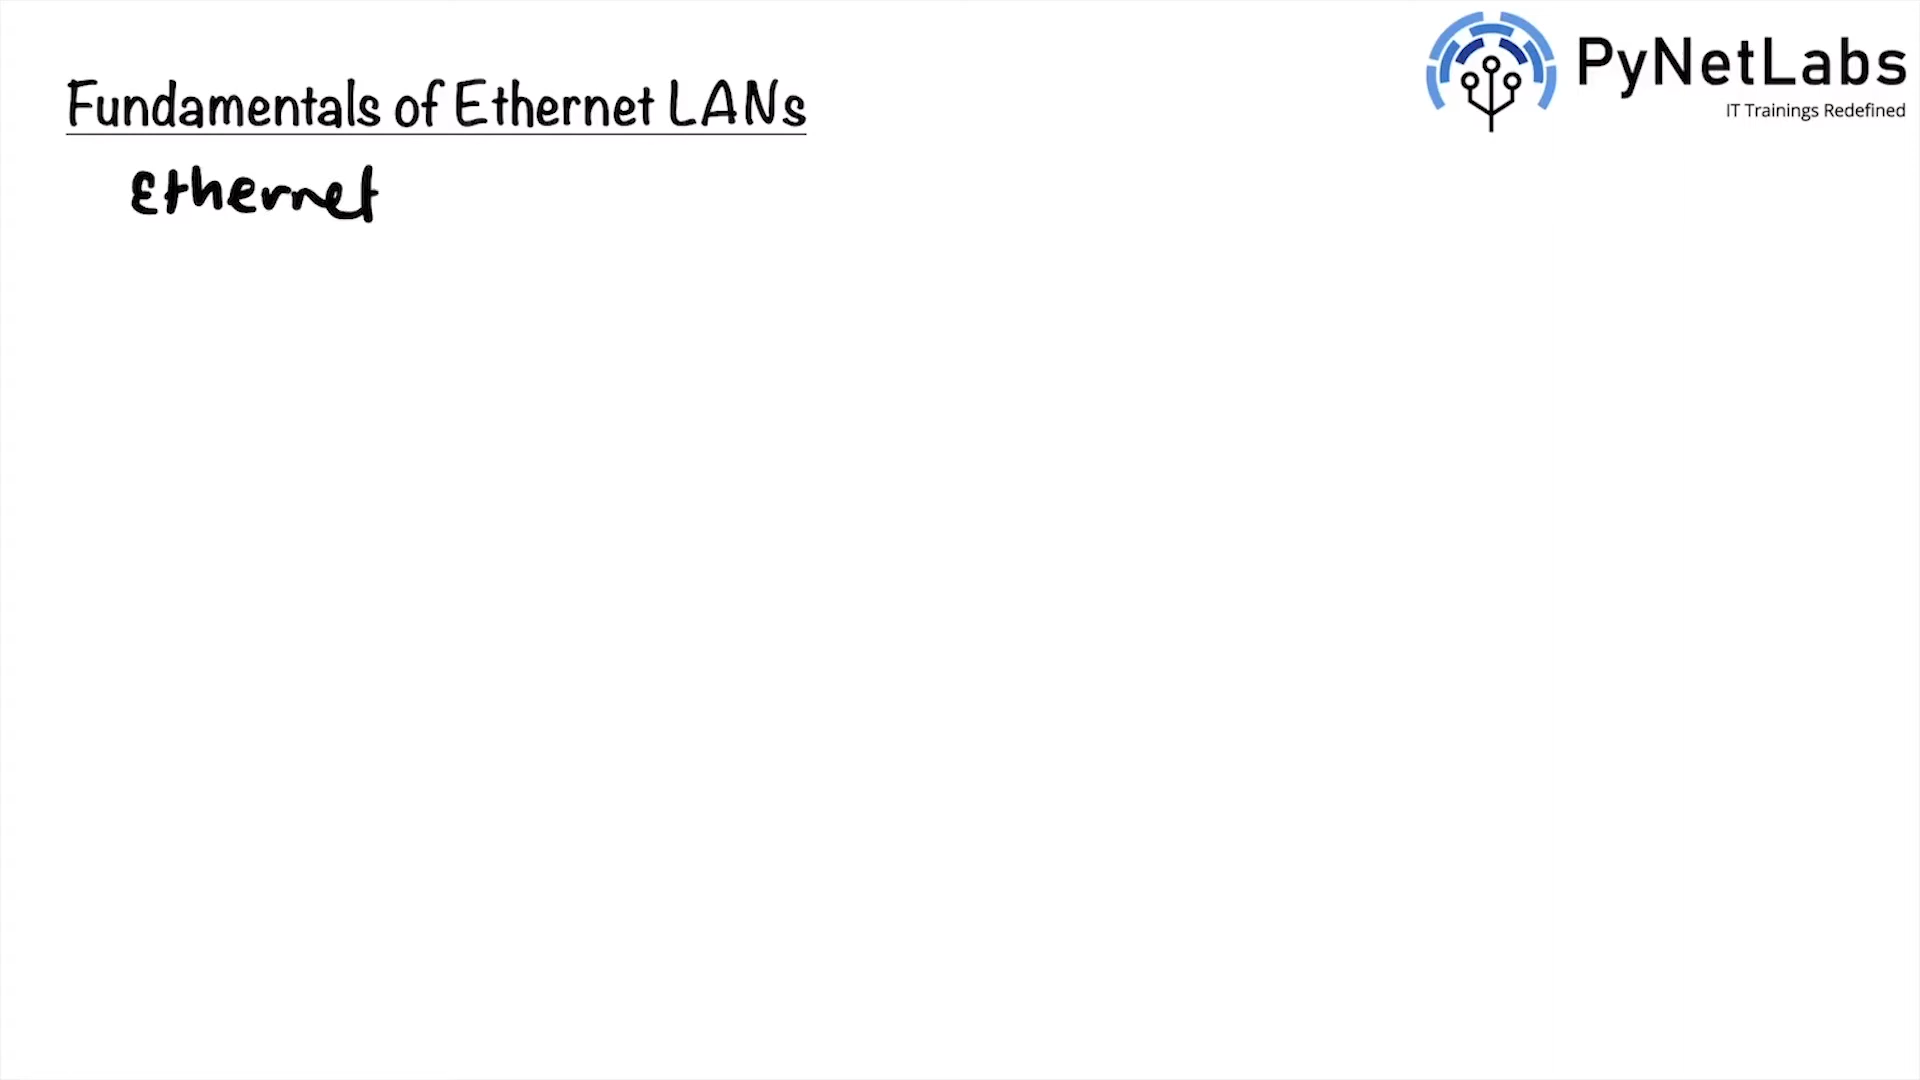 PyNetLabs
IT Trainings Redefined
Fundamentals of Ethernet LANs
Ethernet